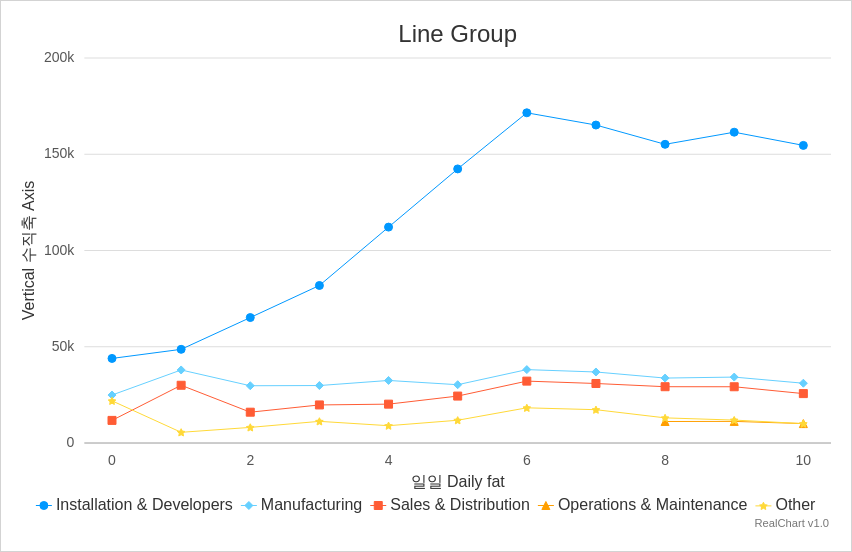 Line Group
200k
150k
100k
50k
0
Vertical 수직축 Axis
0 2 4 6 8 10
일일 Daily fat
Installation & Developers Manufacturing Sales & Distribution Operations & Maintenance Other
RealChart v1.0